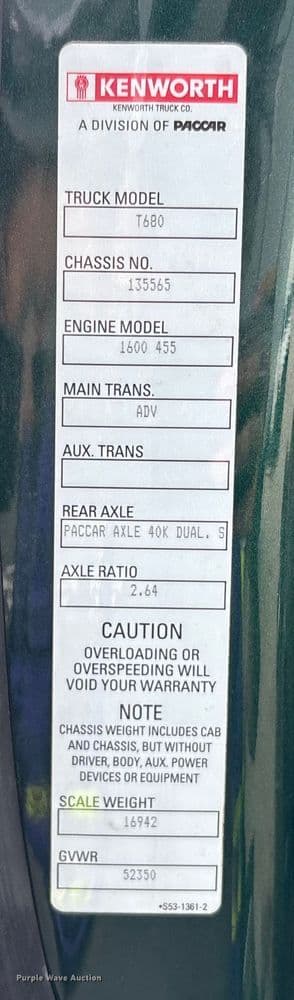 KENWORTH
KENWORTH TRUCK CO.
A DIVISION OF PACCAR
TRUCK MODEL
T680
CHASSIS NO.
135565
ENGINE MODEL
1600 455
MAIN TRANS.
ADV
AUX. TRANS
REAR AXLE
PACCAR AXLE 40K DUAL. S
AXLE RATIO
2.64
CAUTION
OVERLOADING OR
OVERSPEEDING WILL
VOID YOUR WARRANTY
NOTE
CHASSIS WEIGHT INCLUDES CAB
AND CHASSIS, BUT WITHOUT
DRIVER, BODY, AUX. POWER
DEVICES OR EQUIPMENT
SCALE WEIGHT
16942
GVWR
52350
+S53-1361-2
Purple Wave Auction